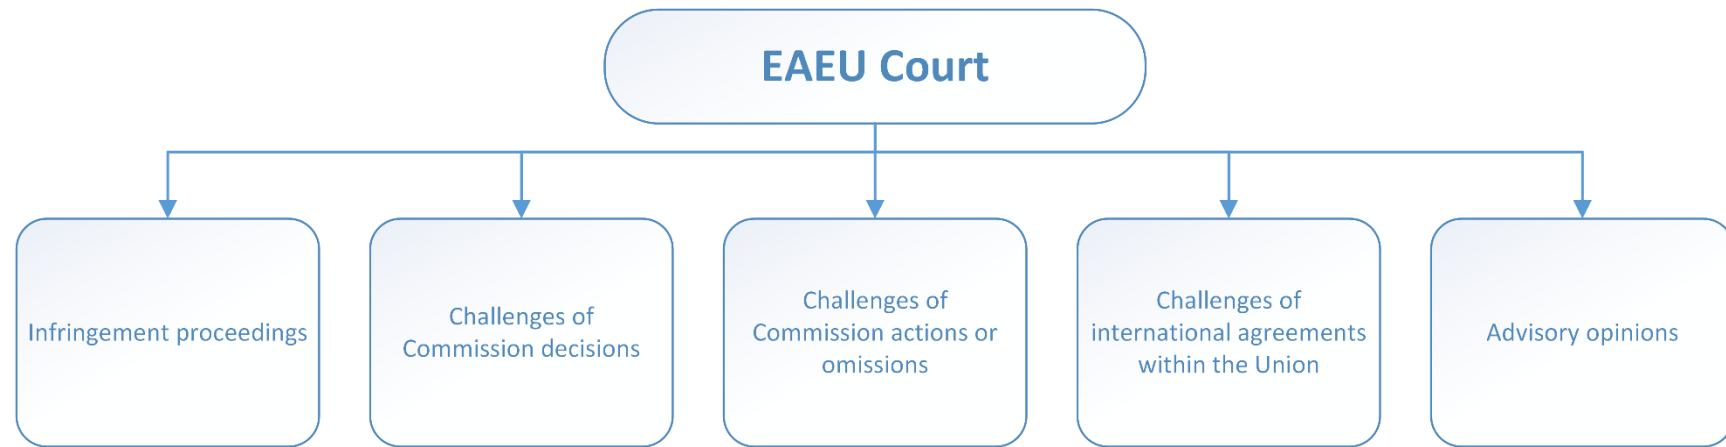 EAEU Court
Infringement proceedings
Challenges of
Commission decisions
Challenges of
Commission actions or
omissions
Challenges of
international agreements
within the Union
Advisory opinions